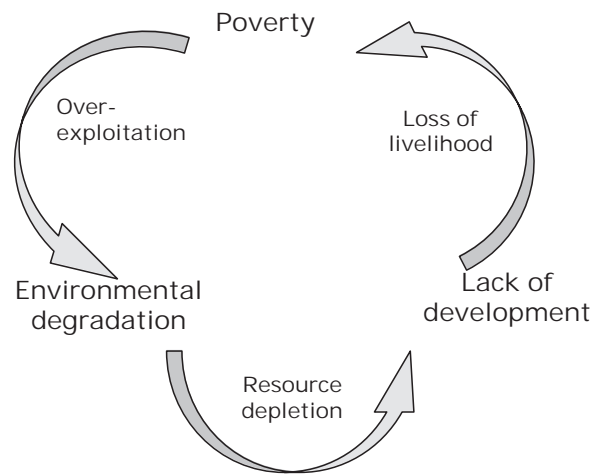 Poverty
Over-
exploitation
Loss of
livelihood
Environmental
degradation
Lack of
development
Resource
depletion